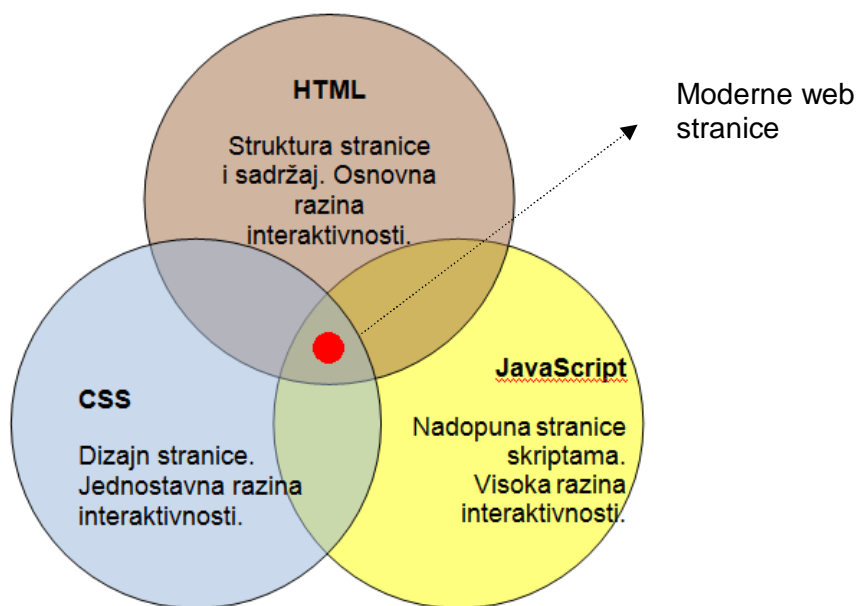 HTML
Struktura stranice
i sadržaj. Osnovna
razina
interaktivnosti.
Moderne web
stranice
CSS
Dizajn stranice.
Jednostavna razina
interaktivnosti.
JavaScript
Nadopuna stranice
skriptama.
Visoka razina
interaktivnosti.